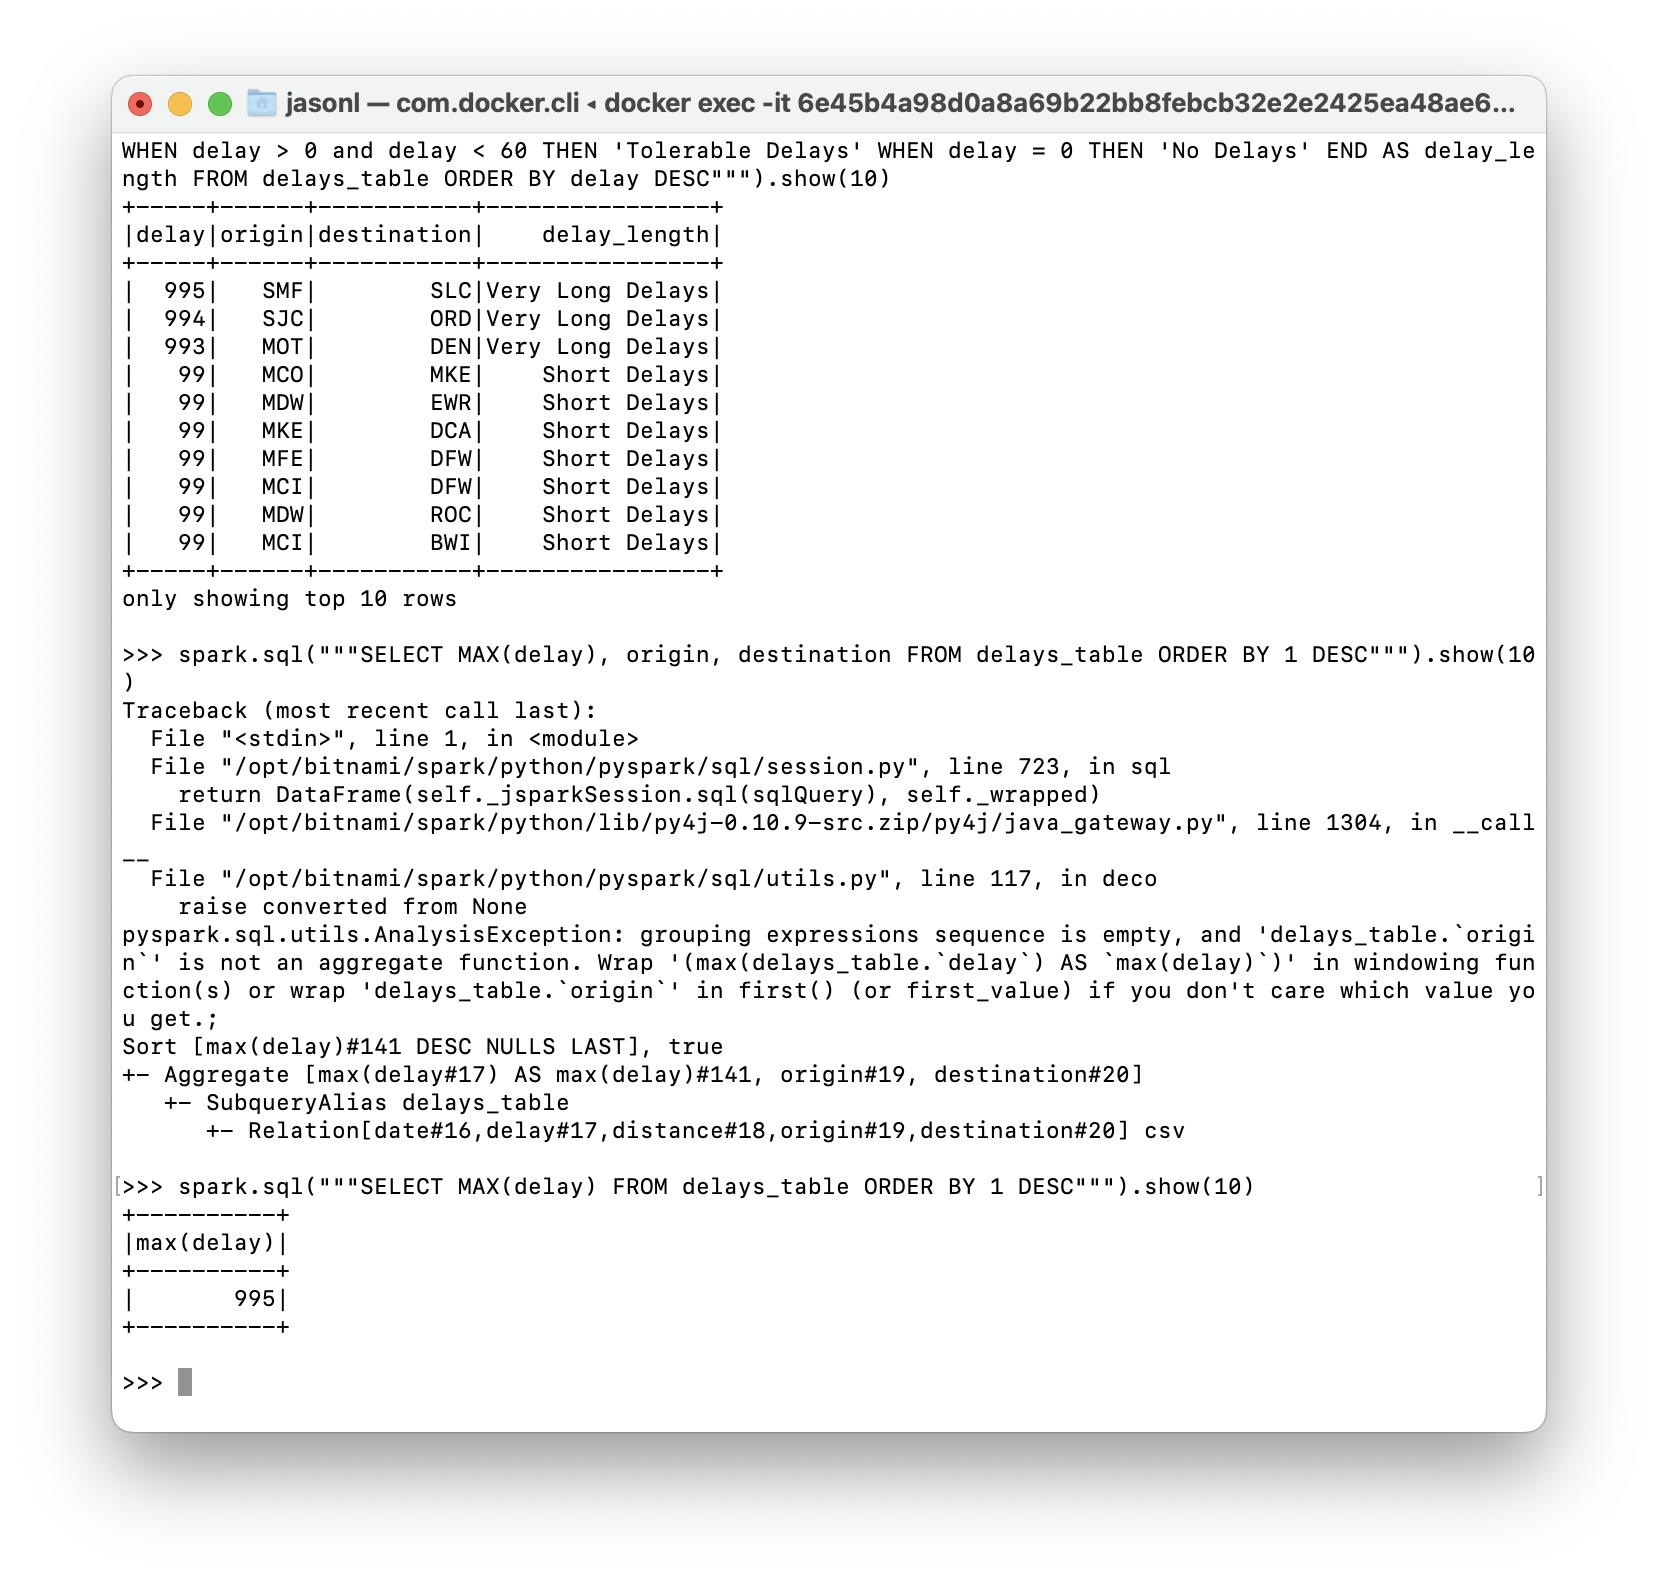 jasonl — com.docker.cli ◂ docker exec -it 6e45b4a98d0a8a69b22bb8febcb32e2e2425ea48ae6...
WHEN delay > 0 and delay < 60 THEN 'Tolerable Delays' WHEN delay = 0 THEN 'No Delays' END AS delay_le
ngth FROM delays_table ORDER BY delay DESC""").show(10)
+-----+------+-----------+----------------+
|delay|origin|destination|    delay_length|
+-----+------+-----------+----------------+
|  995|   SMF|        SLC|Very Long Delays|
|  994|   SJC|        ORD|Very Long Delays|
|  993|   MOT|        DEN|Very Long Delays|
|   99|   MCO|        MKE|    Short Delays|
|   99|   MDW|        EWR|    Short Delays|
|   99|   MKE|        DCA|    Short Delays|
|   99|   MFE|        DFW|    Short Delays|
|   99|   MCI|        DFW|    Short Delays|
|   99|   MDW|        ROC|    Short Delays|
|   99|   MCI|        BWI|    Short Delays|
+-----+------+-----------+----------------+
only showing top 10 rows
>>> spark.sql("""SELECT MAX(delay), origin, destination FROM delays_table ORDER BY 1 DESC""").show(10
)
Traceback (most recent call last):
  File "<stdin>", line 1, in <module>
  File "/opt/bitnami/spark/python/pyspark/sql/session.py", line 723, in sql
    return DataFrame(self._jsparkSession.sql(sqlQuery), self._wrapped)
  File "/opt/bitnami/spark/python/lib/py4j-0.10.9-src.zip/py4j/java_gateway.py", line 1304, in __call
__
  File "/opt/bitnami/spark/python/pyspark/sql/utils.py", line 117, in deco
    raise converted from None
pyspark.sql.utils.AnalysisException: grouping expressions sequence is empty, and 'delays_table.`origi
n`' is not an aggregate function. Wrap '(max(delays_table.`delay`) AS `max(delay)`)' in windowing fun
ction(s) or wrap 'delays_table.`origin`' in first() (or first_value) if you don't care which value yo
u get.;
Sort [max(delay)#141 DESC NULLS LAST], true
+- Aggregate [max(delay#17) AS max(delay)#141, origin#19, destination#20]
   +- SubqueryAlias delays_table
      +- Relation[date#16,delay#17,distance#18,origin#19,destination#20] csv
[>>> spark.sql("""SELECT MAX(delay) FROM delays_table ORDER BY 1 DESC""").show(10) ]
+----------+
|max(delay)|
+----------+
|       995|
+----------+
>>>